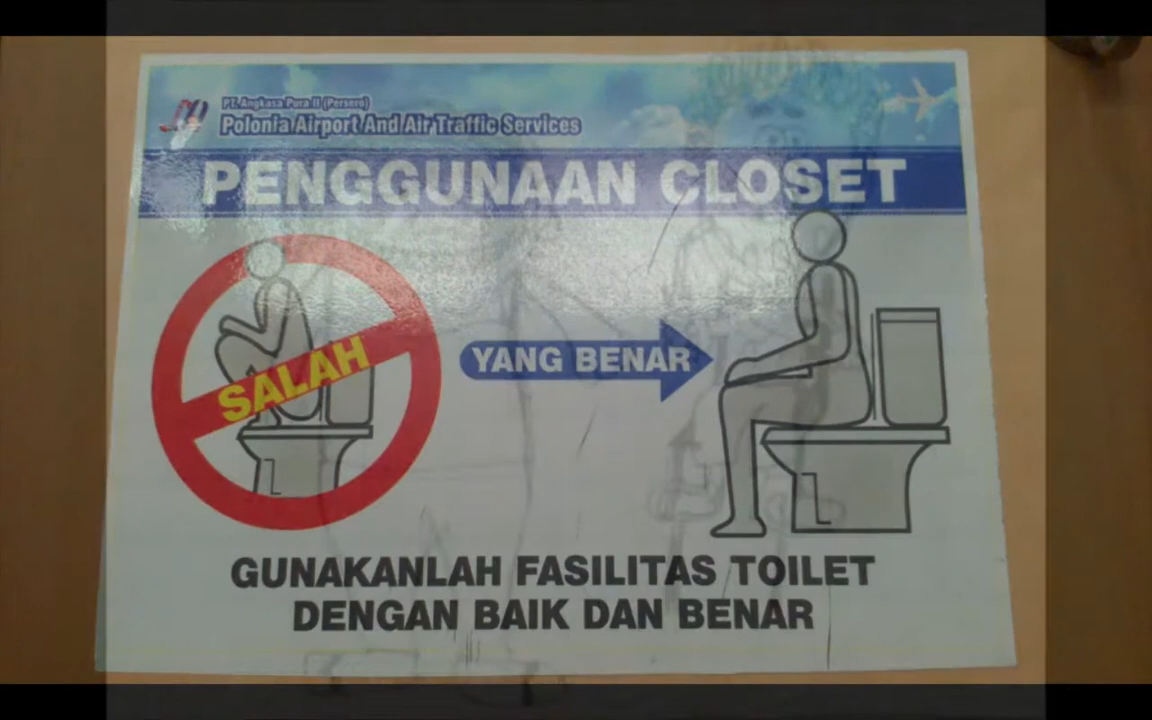 PT. Angkasa Pura II (Persero)
Polonia Airport And Air Traffic Services
PENGGUNAAN CLOSET
SALAH
YANG BENAR
GUNAKANLAH FASILITAS TOILET
DENGAN BAIK DAN BENAR